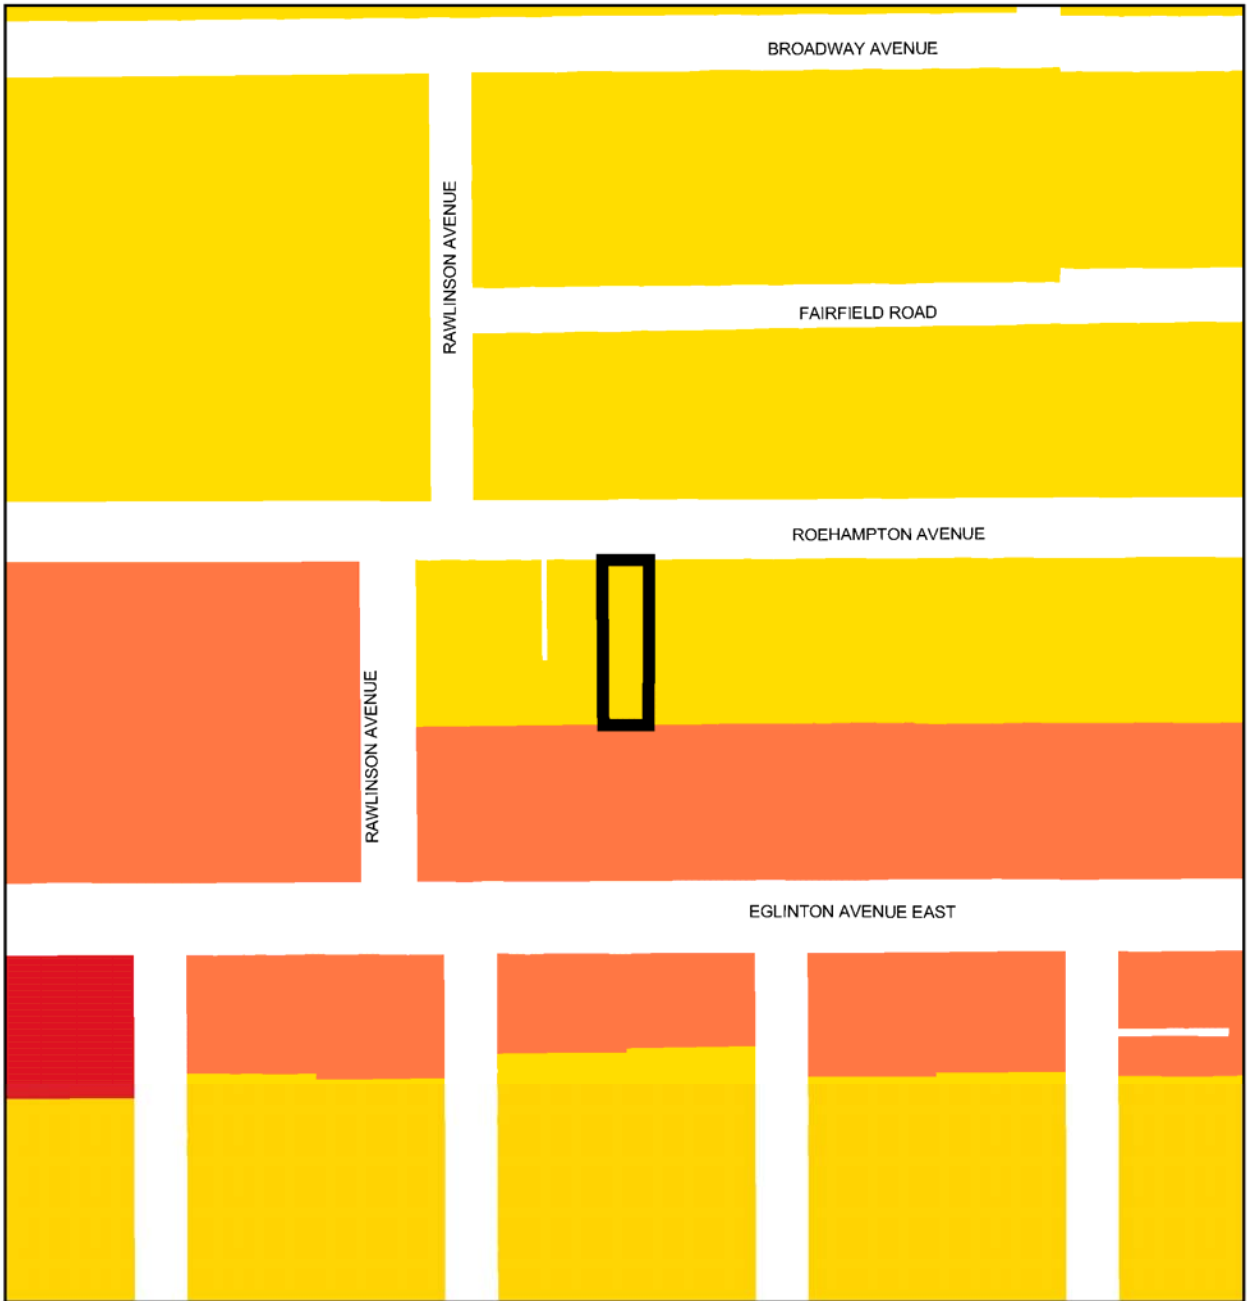 BROADWAY AVENUE
RAWLINSON AVENUE
FAIRFIELD ROAD
ROEHAMPTON AVENUE
RAWLINSON AVENUE
EGLINTON AVENUE EAST